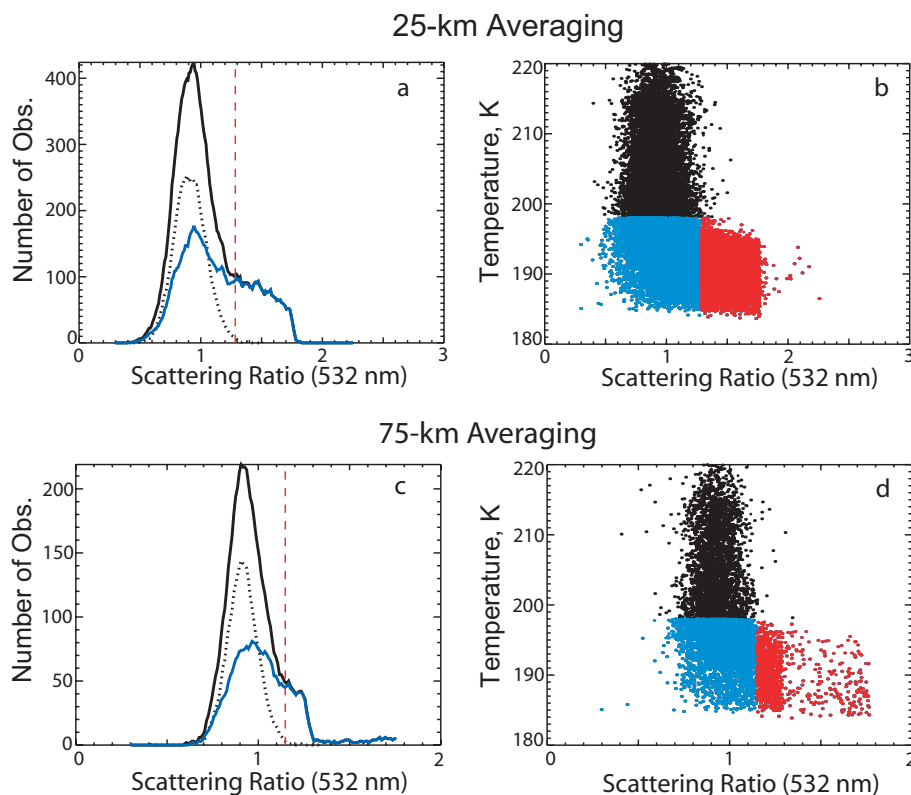 25-km Averaging
Number of Obs.
400
300
200
100
0
a
0
1
2
3
Scattering Ratio (532 nm)
Temperature, K
220
210
200
190
180
b
0
1
2
3
Scattering Ratio (532 nm)
75-km Averaging
Number of Obs.
200
150
100
50
0
c
0
1
2
Scattering Ratio (532 nm)
Temperature, K
220
210
200
190
180
d
0
1
2
Scattering Ratio (532 nm)